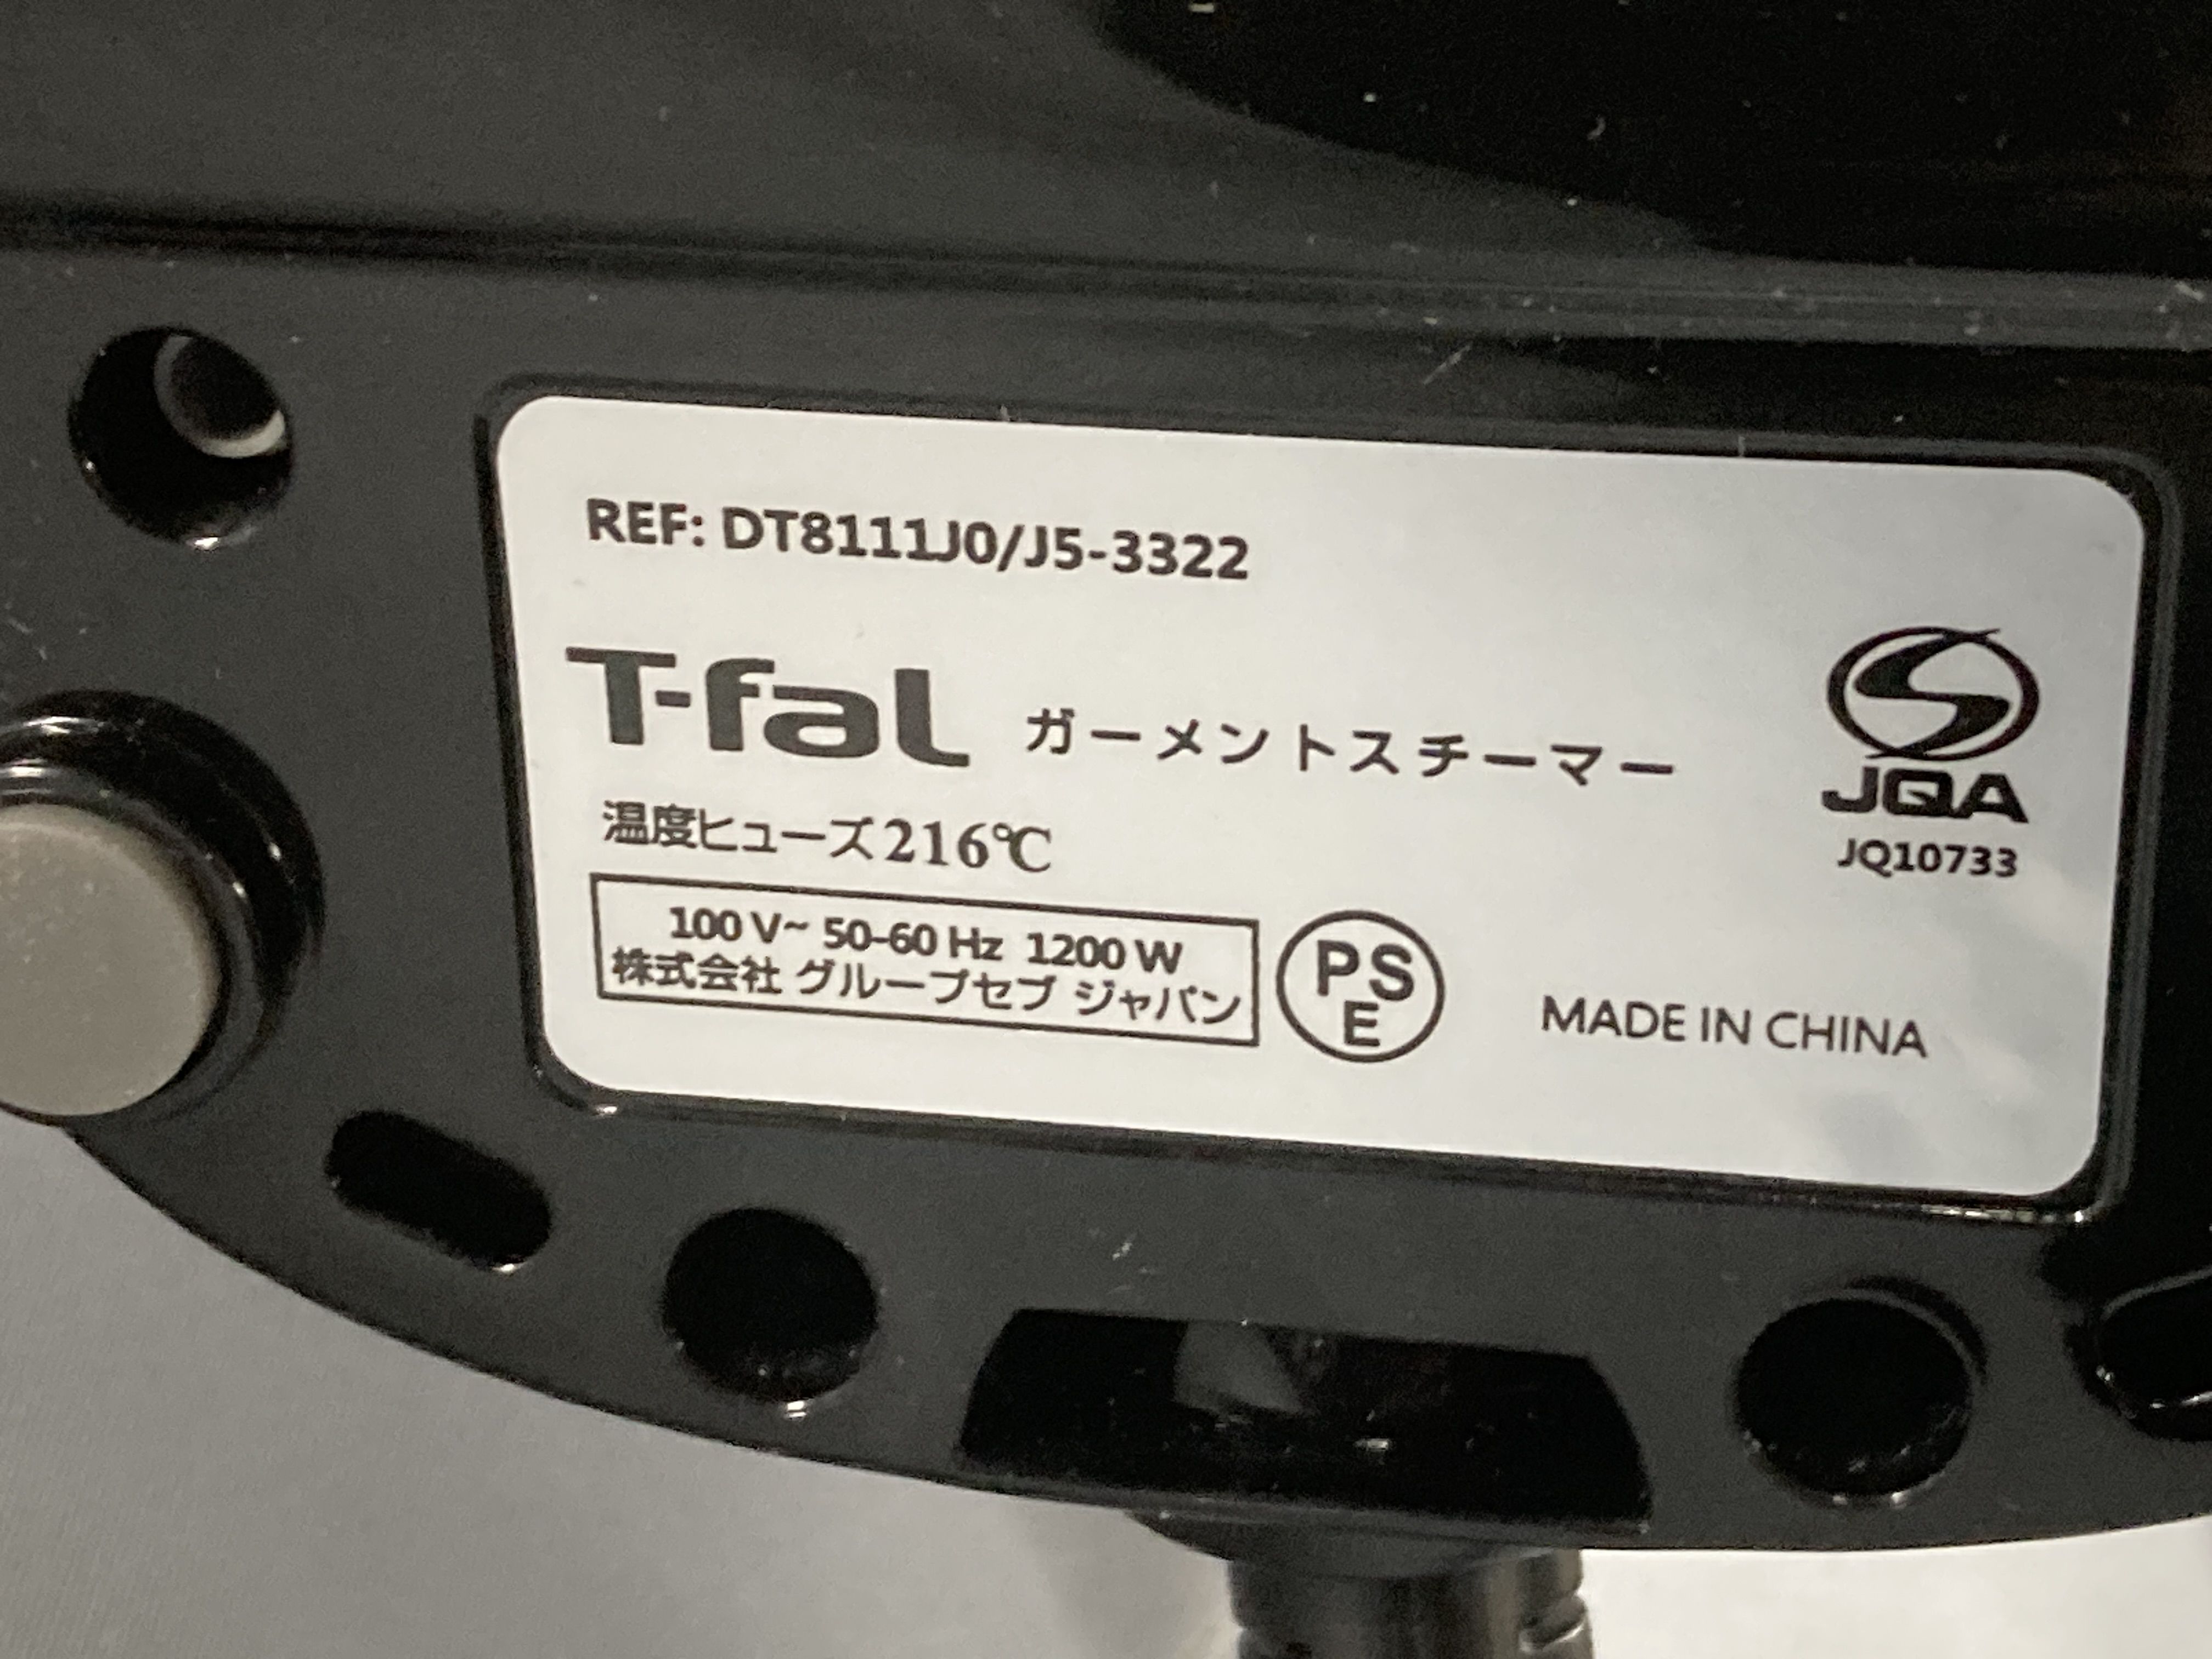 REF: DT8111J0/J5-3322
T-fal ガーメントスチーマー
JQA
JQ10733
温度ヒューズ216℃
100 V~ 50-60 Hz 1200 W
株式会社 グループセブ ジャパン
PS
E
MADE IN CHINA